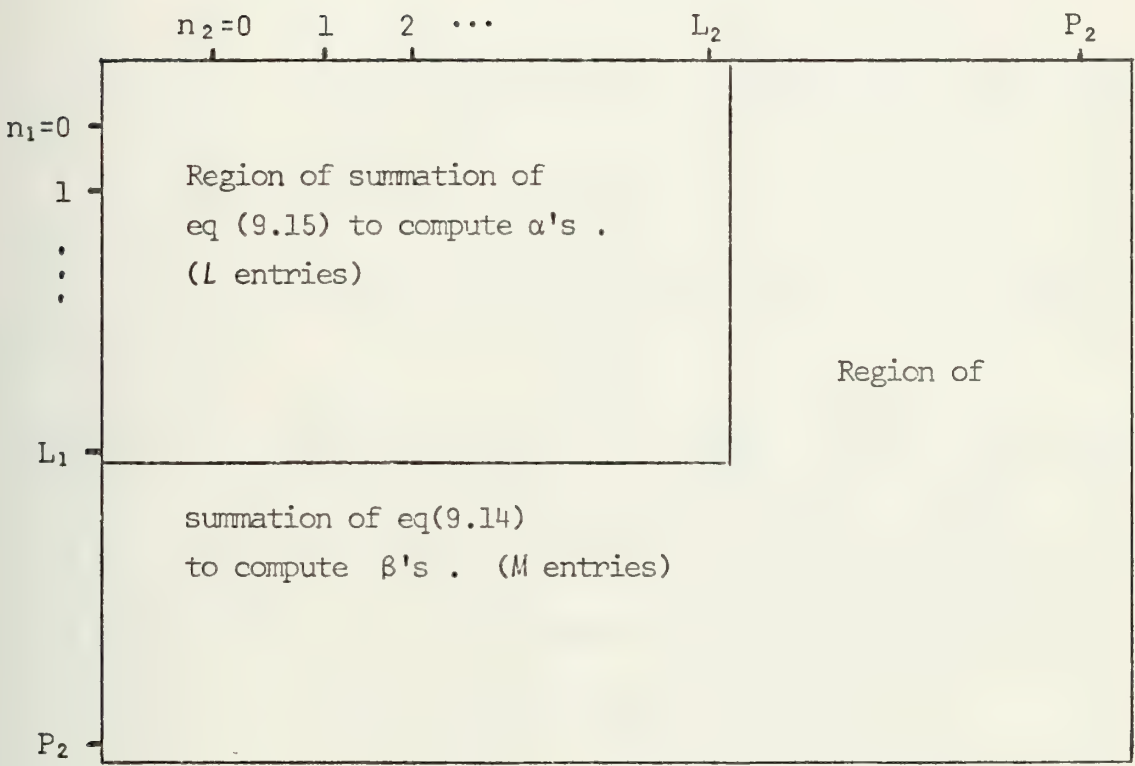 n₂=0 1 2 ··· L₂ P₂
n₁=0
1
Region of summation of
eq (9.15) to compute α's .
(L entries)
Region of
L₁
summation of eq(9.14)
to compute β's . (M entries)
P₂